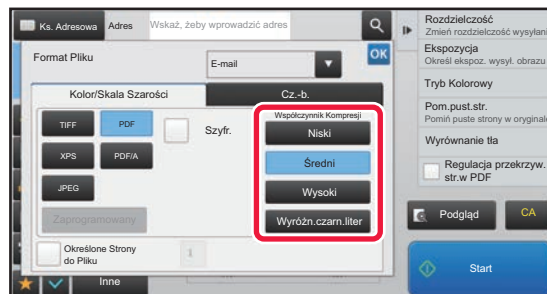 Ks. Adresowa
Adres
Wskaż, żeby wprowadzić adres
Format Pliku
E-mail
OK
Kolor/Skala Szarości
Cz.-b.
TIFF
PDF
Szyfr.
XPS
PDF/A
JPEG
Zaprogramowany
Współczynnik Kompresji
Niski
Średni
Wysoki
Wyróżn.czarn.liter
Określone Strony
do Pliku
1
Inne
Rozdzielczość
Zmień rozdzielczość wysyłani
Ekspozycja
Określ ekspoz. wysył. obrazu
Tryb Kolorowy
Pom.pust.str.
Pomiń puste strony w oryginale
Wyrównanie tła
Regulacja przekrzyw.
str.w PDF
Podgląd
CA
Start